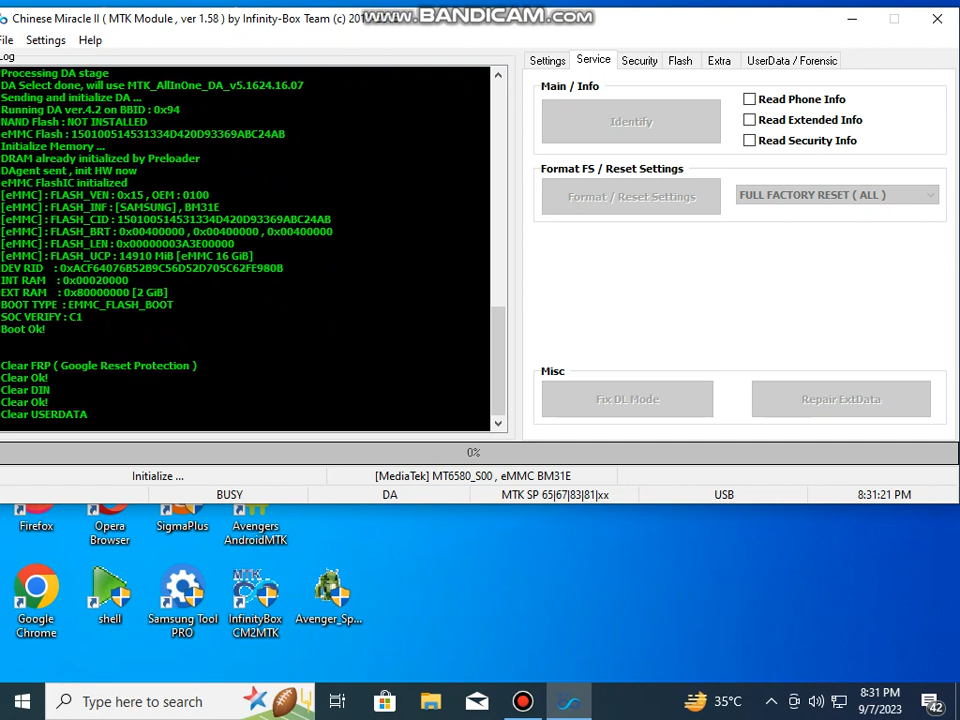 www.BANDICAM.com
Chinese Miracle II ( MTK Module , ver 1.58 ) by Infinity-Box Team (c) 2
File Settings Help
Log
Processing DA stage
DA Select done, will use MTK_AllInOne_DA_v5.1624.16.07
Sending and initialize DA ...
Running DA ver.4.2 on BBID : 0x94
NAND Flash : NOT INSTALLED
eMMC Flash : 150100514531334D420D93369ABC24AB
Initialize Memory ...
DRAM already initialized by Preloader
DAgent sent , init HW now
eMMC FlashIC initialized
[eMMC] : FLASH_VEN : 0x15 , OEM : 0100
[eMMC] : FLASH_INF : [SAMSUNG] , BM31E
[eMMC] : FLASH_CID : 150100514531334D420D93369ABC24AB
[eMMC] : FLASH_BRT : 0x00400000 , 0x00400000 , 0x00400000
[eMMC] : FLASH_LEN : 0x00000003A3E00000
[eMMC] : FLASH_UCP : 14910 MiB [eMMC 16 GiB]
DEV RID : 0xACF64076B52B9C56D52D705C62FE980B
INT RAM : 0x00020000
EXT RAM : 0x80000000 [2 GiB]
BOOT TYPE : EMMC_FLASH_BOOT
SOC VERIFY : C1
Boot Ok!
Clear FRP ( Google Reset Protection )
Clear Ok!
Clear DIN
Clear Ok!
Clear USERDATA
Settings Service Security Flash Extra UserData / Forensic
Main / Info
Identify
Read Phone Info
Read Extended Info
Read Security Info
Format FS / Reset Settings
Format / Reset Settings
FULL FACTORY RESET ( ALL )
Misc
Fix DL Mode
Repair ExtData
0%
Initialize ... [MediaTek] MT6580_S00 , eMMC BM31E
BUSY DA MTK SP 65|67|83|81|xx USB 8:31:21 PM
Firefox
Opera Browser
SigmaPlus
Avengers AndroidMTK
Google Chrome
shell
Samsung Tool PRO
MTK
InfinityBox CM2MTK
Avenger_Sp...
Type here to search
35°C
8:31 PM
9/7/2023
42